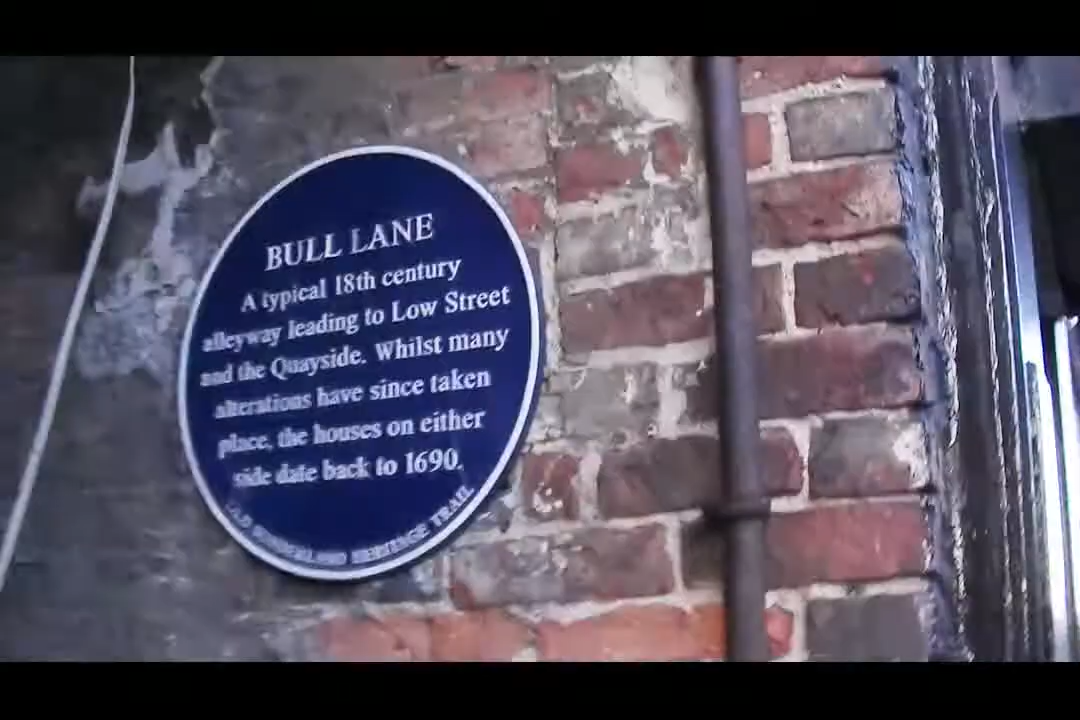 BULL LANE
A typical 18th century
alleyway leading to Low Street
and the Quayside. Whilst many
alterations have since taken
place, the houses on either
side date back to 1690.
OLD SUNDERLAND HERITAGE TRAIL